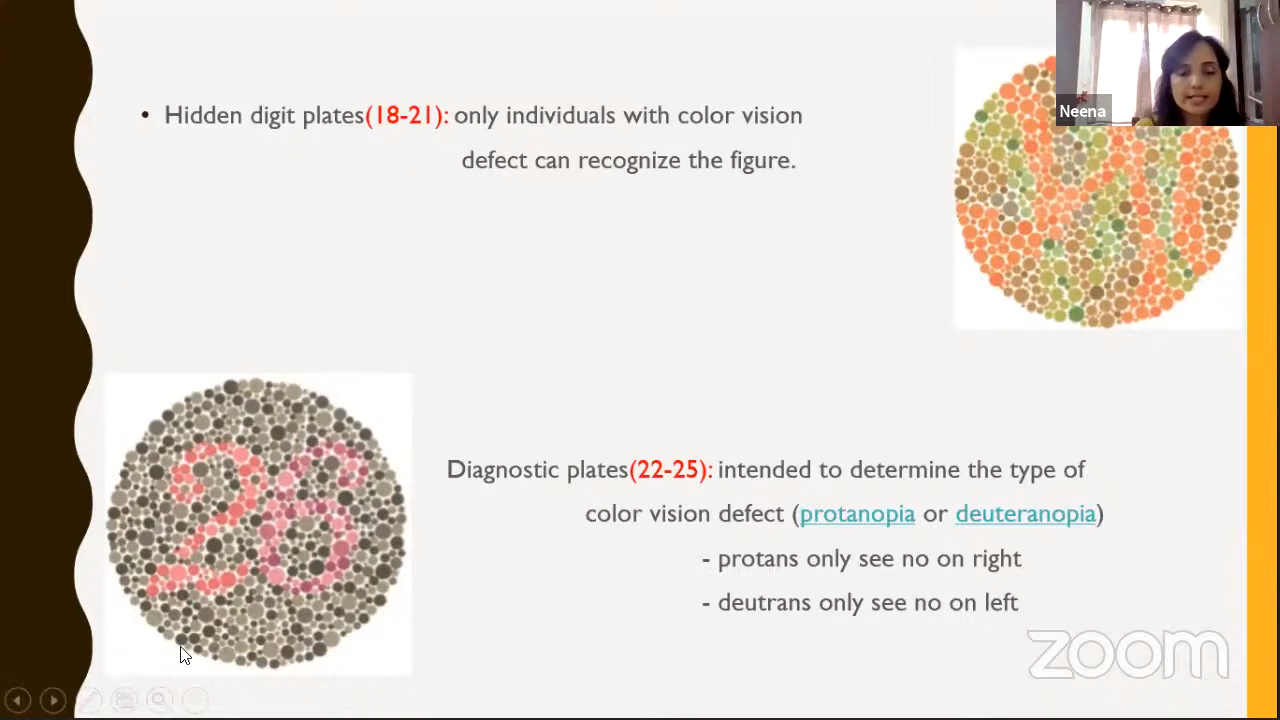 Neena
• Hidden digit plates(18-21): only individuals with color vision
defect can recognize the figure.
26
Diagnostic plates(22-25): intended to determine the type of
color vision defect (protanopia or deuteranopia)
- protans only see no on right
- deutrans only see no on left
zoom